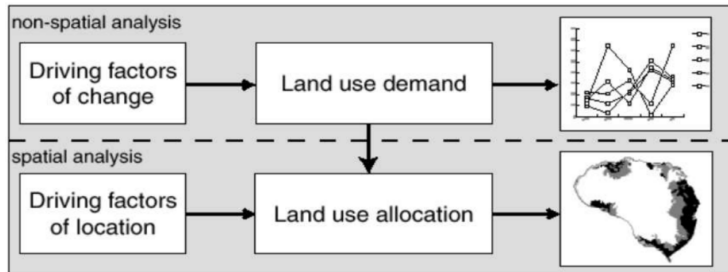 non-spatial analysis
Driving factors
of change
Land use demand
spatial analysis
Driving factors
of location
Land use allocation